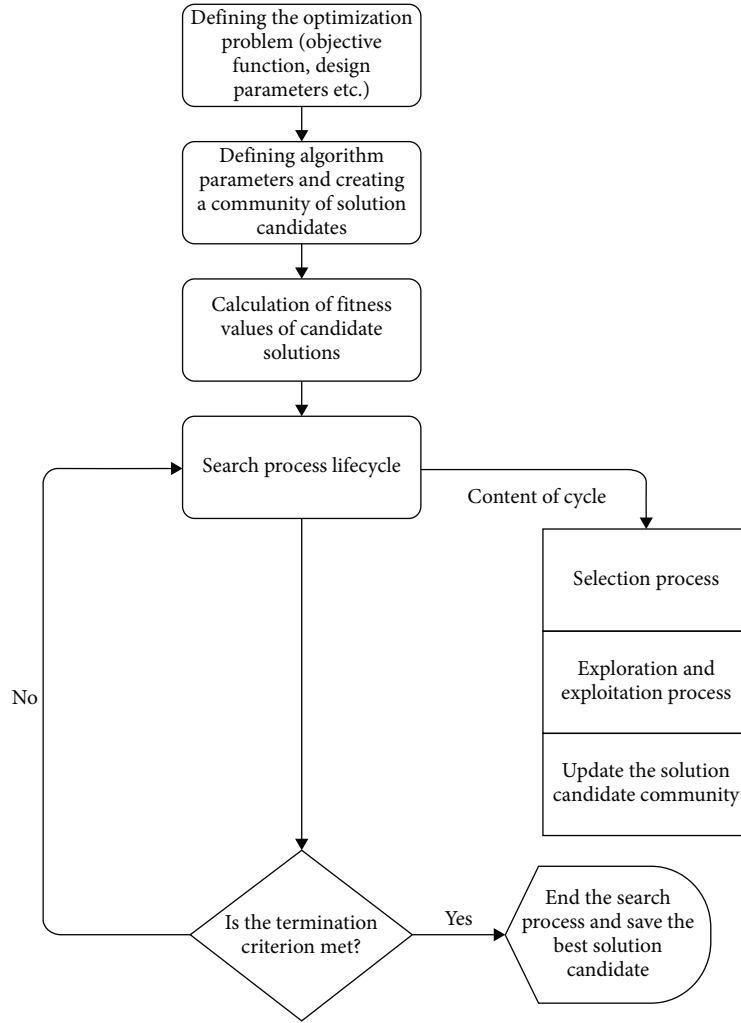 Defining the optimization
problem (objective
function, design
parameters etc.)
Defining algorithm
parameters and creating
a community of solution
candidates
Calculation of fitness
values of candidate
solutions
Search process lifecycle
Content of cycle
Selection process
Exploration and
exploitation process
Update the solution
candidate community
No
Is the termination
criterion met?
Yes
End the search
process and save the
best solution
candidate